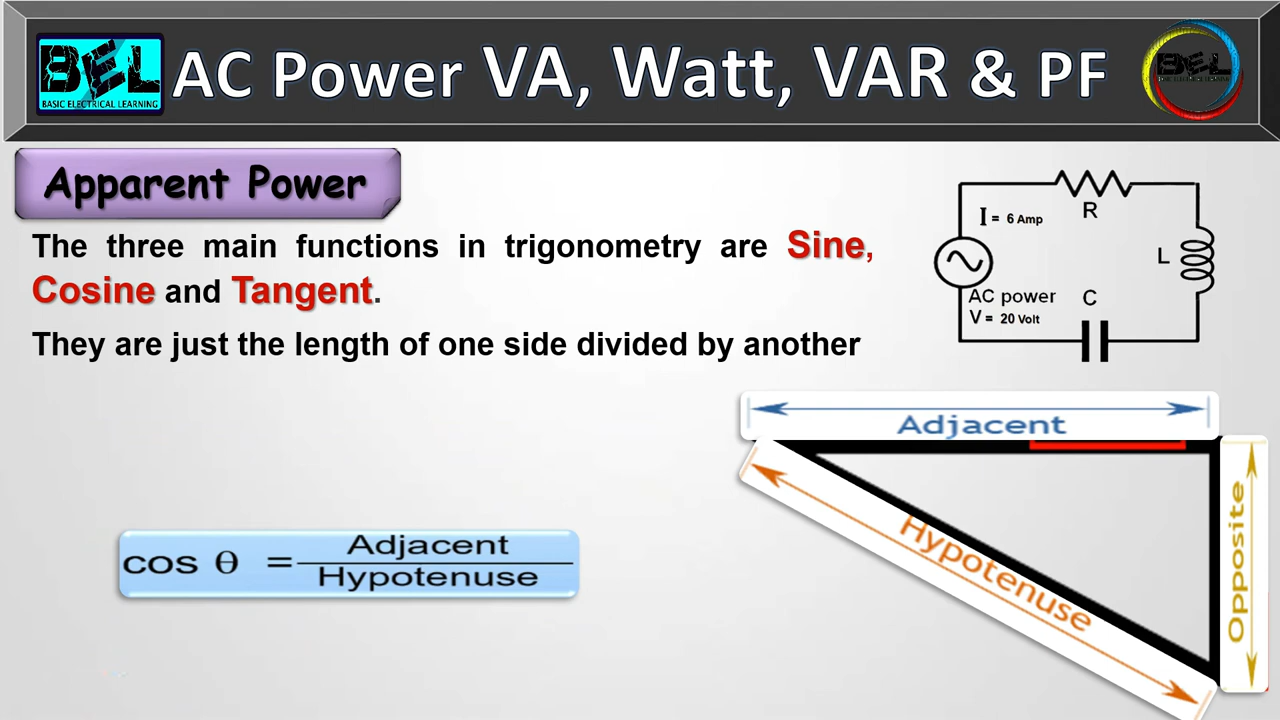 BEL
BASIC ELECTRICAL LEARNING
AC Power VA, Watt, VAR & PF
BEL
Apparent Power
The three main functions in trigonometry are Sine,
Cosine and Tangent.
They are just the length of one side divided by another
I = 6 Amp
R
L
AC power
C
V = 20 Volt
Adjacent
Hypotenuse
Opposite
cos θ = Adjacent
Hypotenuse